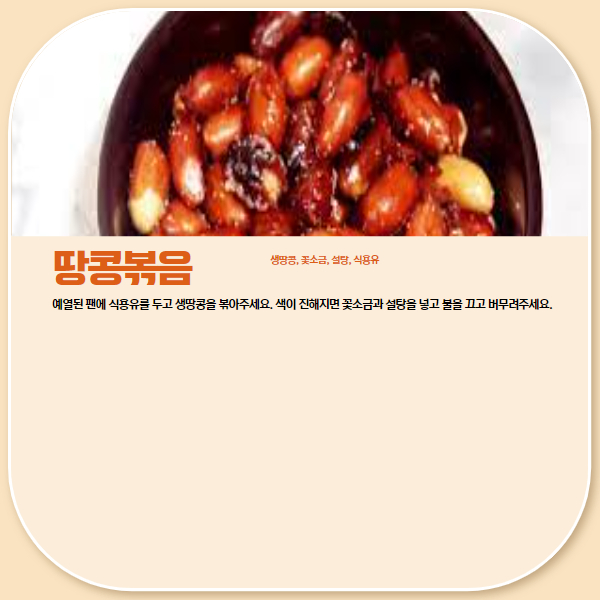 땅콩볶음
생땅콩, 꽃소금, 설탕, 식용유
예열된 팬에 식용유를 두고 생땅콩을 볶아주세요. 색이 진해지면 꽃소금과 설탕을 넣고 불을 끄고 버무려주세요.